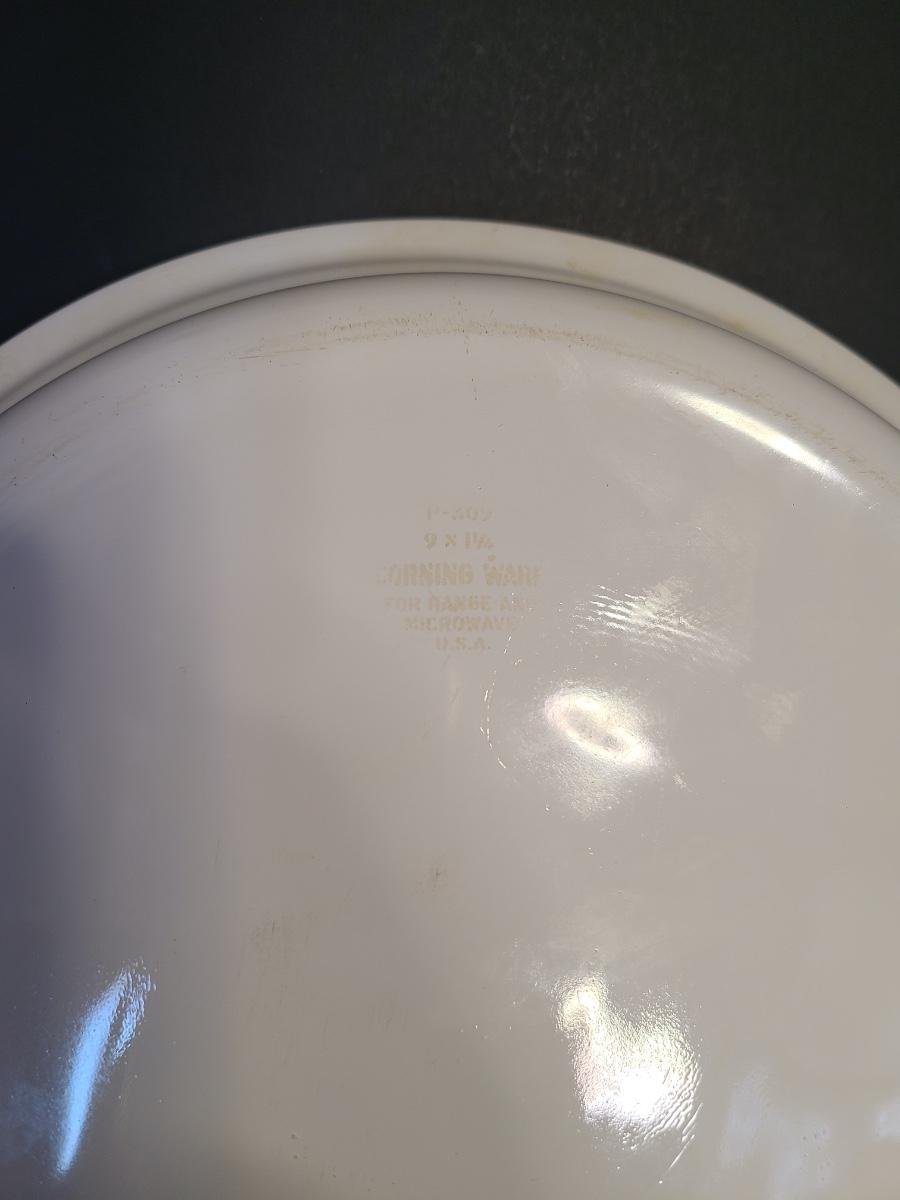 P-309
9 x 1¼
CORNING WARE
FOR RANGE AND
MICROWAVE
U.S.A.